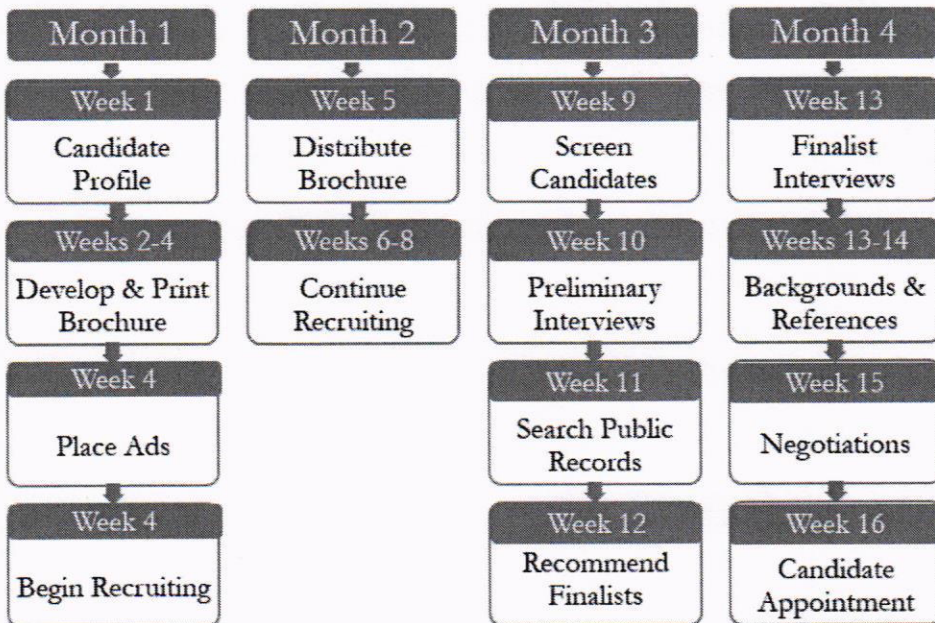 Month 1
Week 1
Candidate
Profile
Weeks 2-4
Develop & Print
Brochure
Week 4
Place Ads
Week 4
Begin Recruiting
Month 2
Week 5
Distribute
Brochure
Weeks 6-8
Continue
Recruiting
Month 3
Week 9
Screen
Candidates
Week 10
Preliminary
Interviews
Week 11
Search Public
Records
Week 12
Recommend
Finalists
Month 4
Week 13
Finalist
Interviews
Weeks 13-14
Backgrounds &
References
Week 15
Negotiations
Week 16
Candidate
Appointment